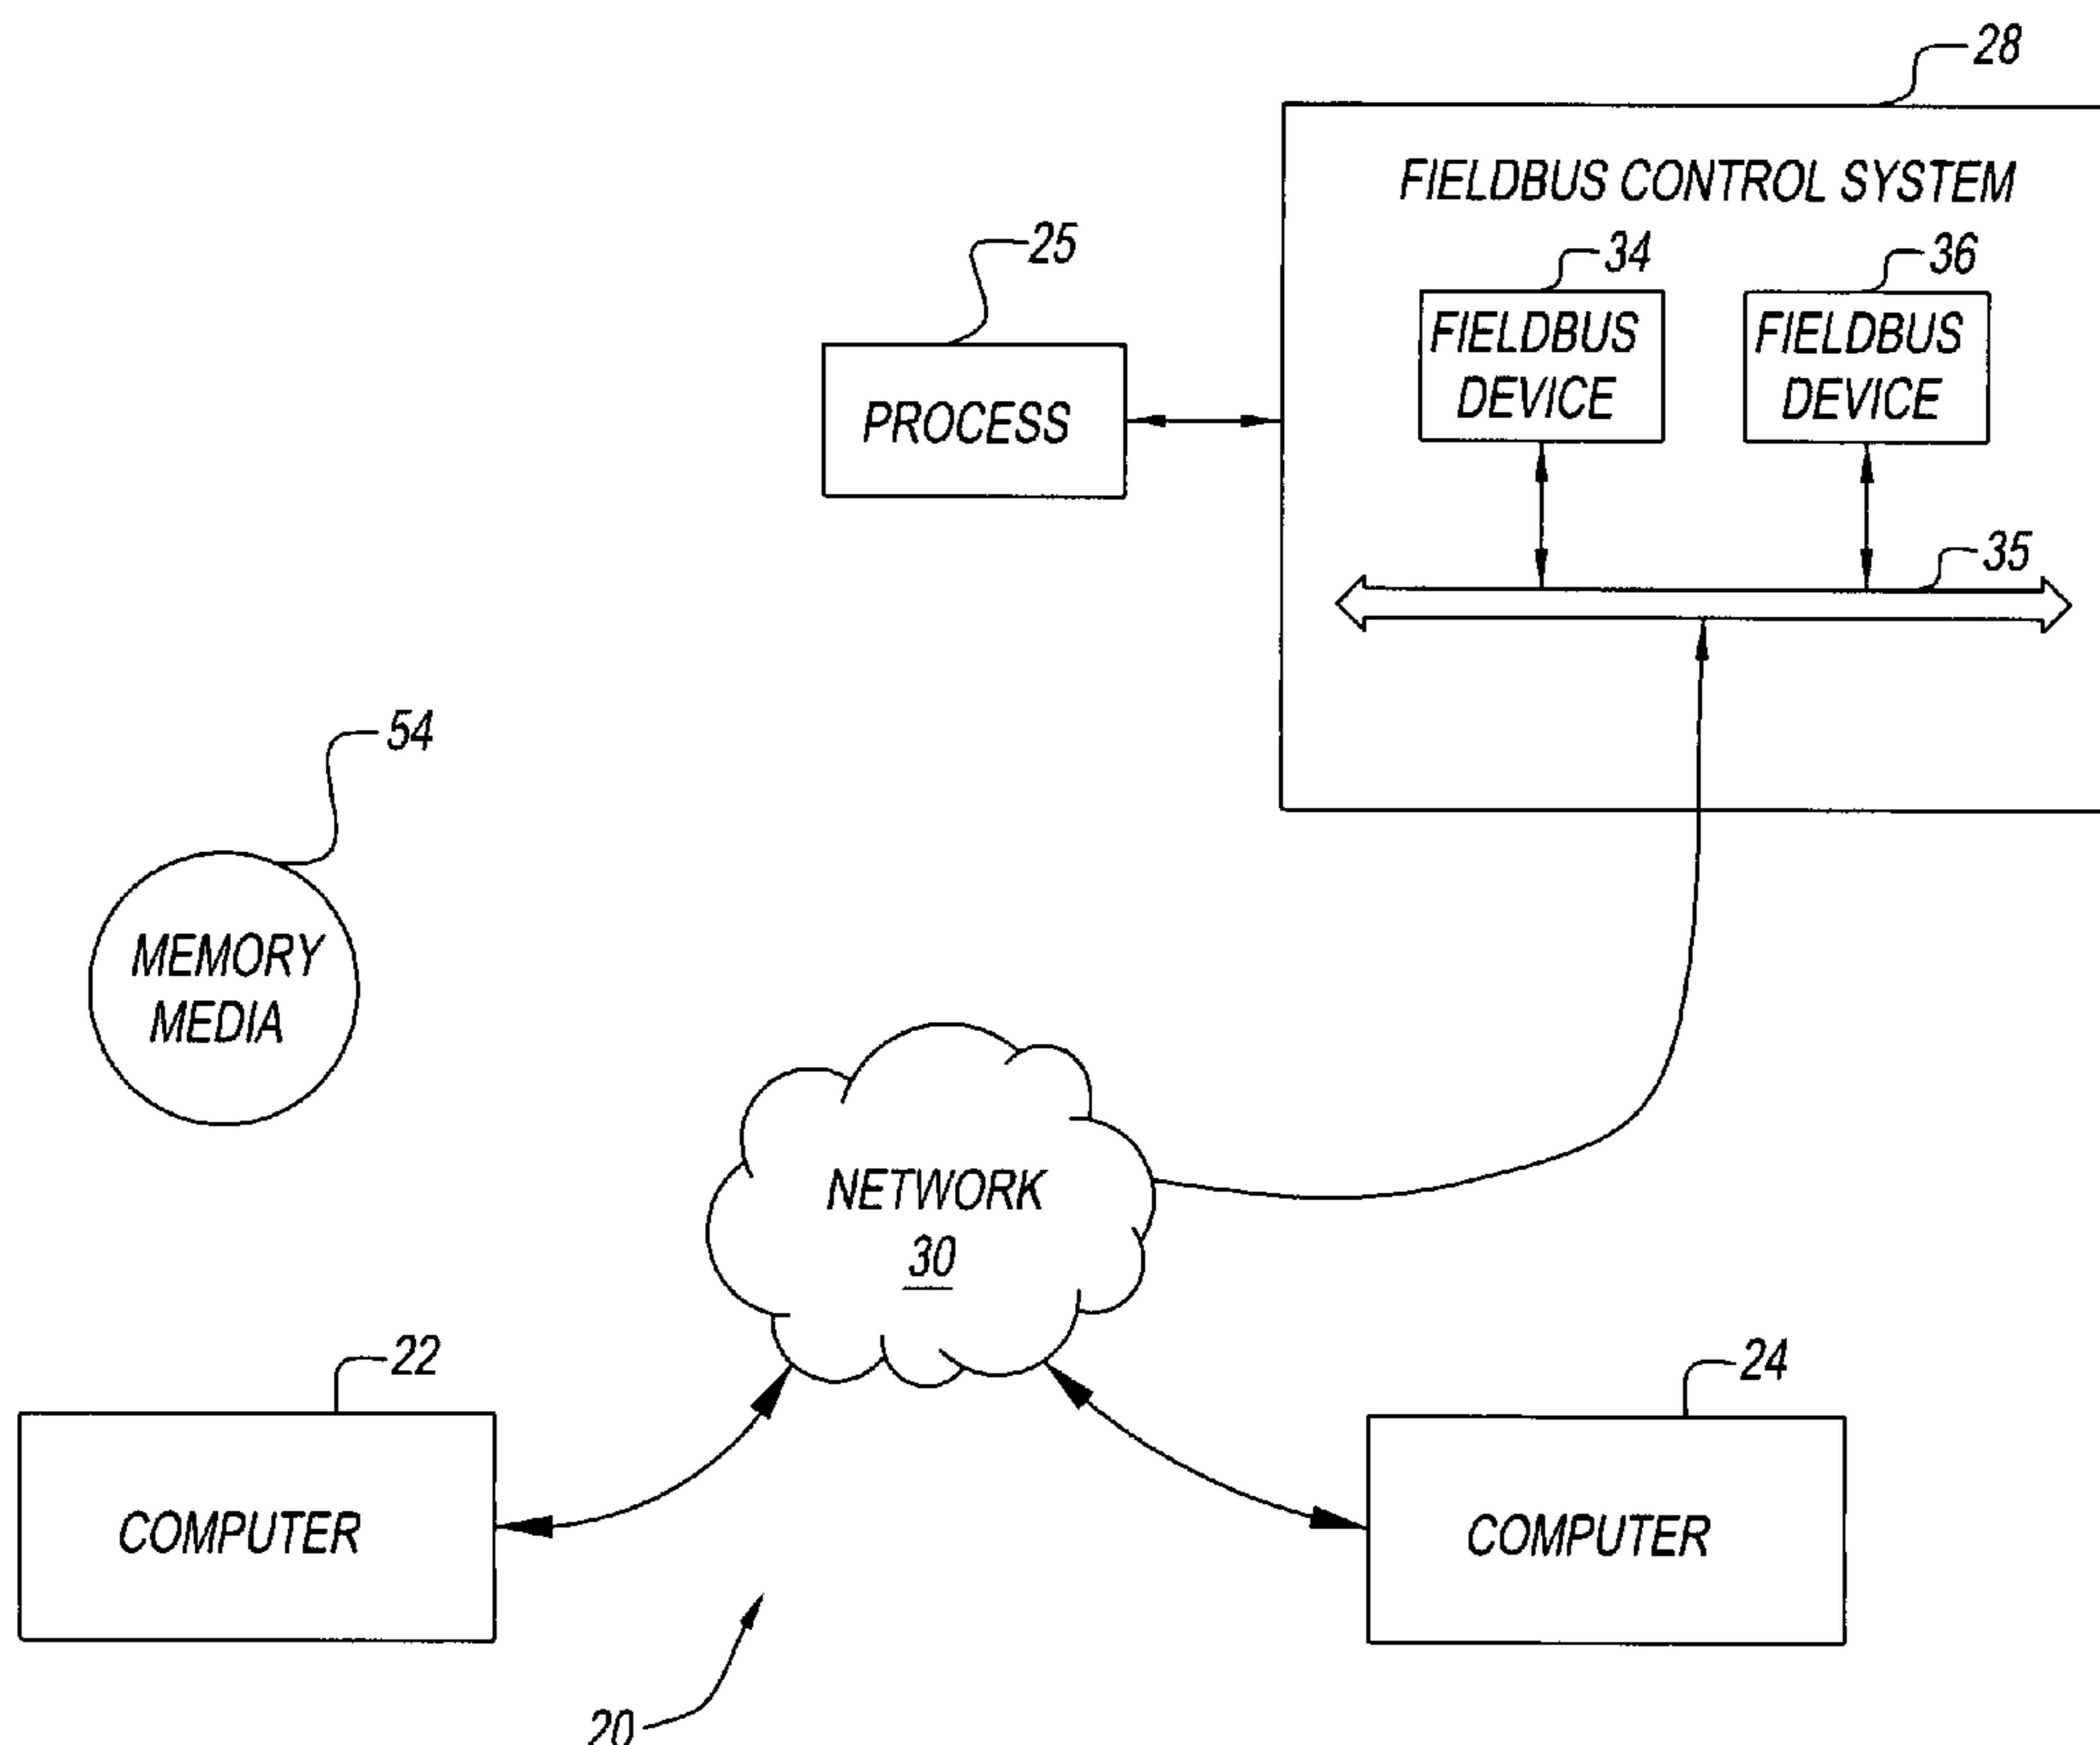 28
FIELDBUS CONTROL SYSTEM
25
34
36
FIELDBUS
DEVICE
FIELDBUS
DEVICE
PROCESS
35
54
MEMORY
MEDIA
NETWORK
30
22
24
COMPUTER
COMPUTER
20